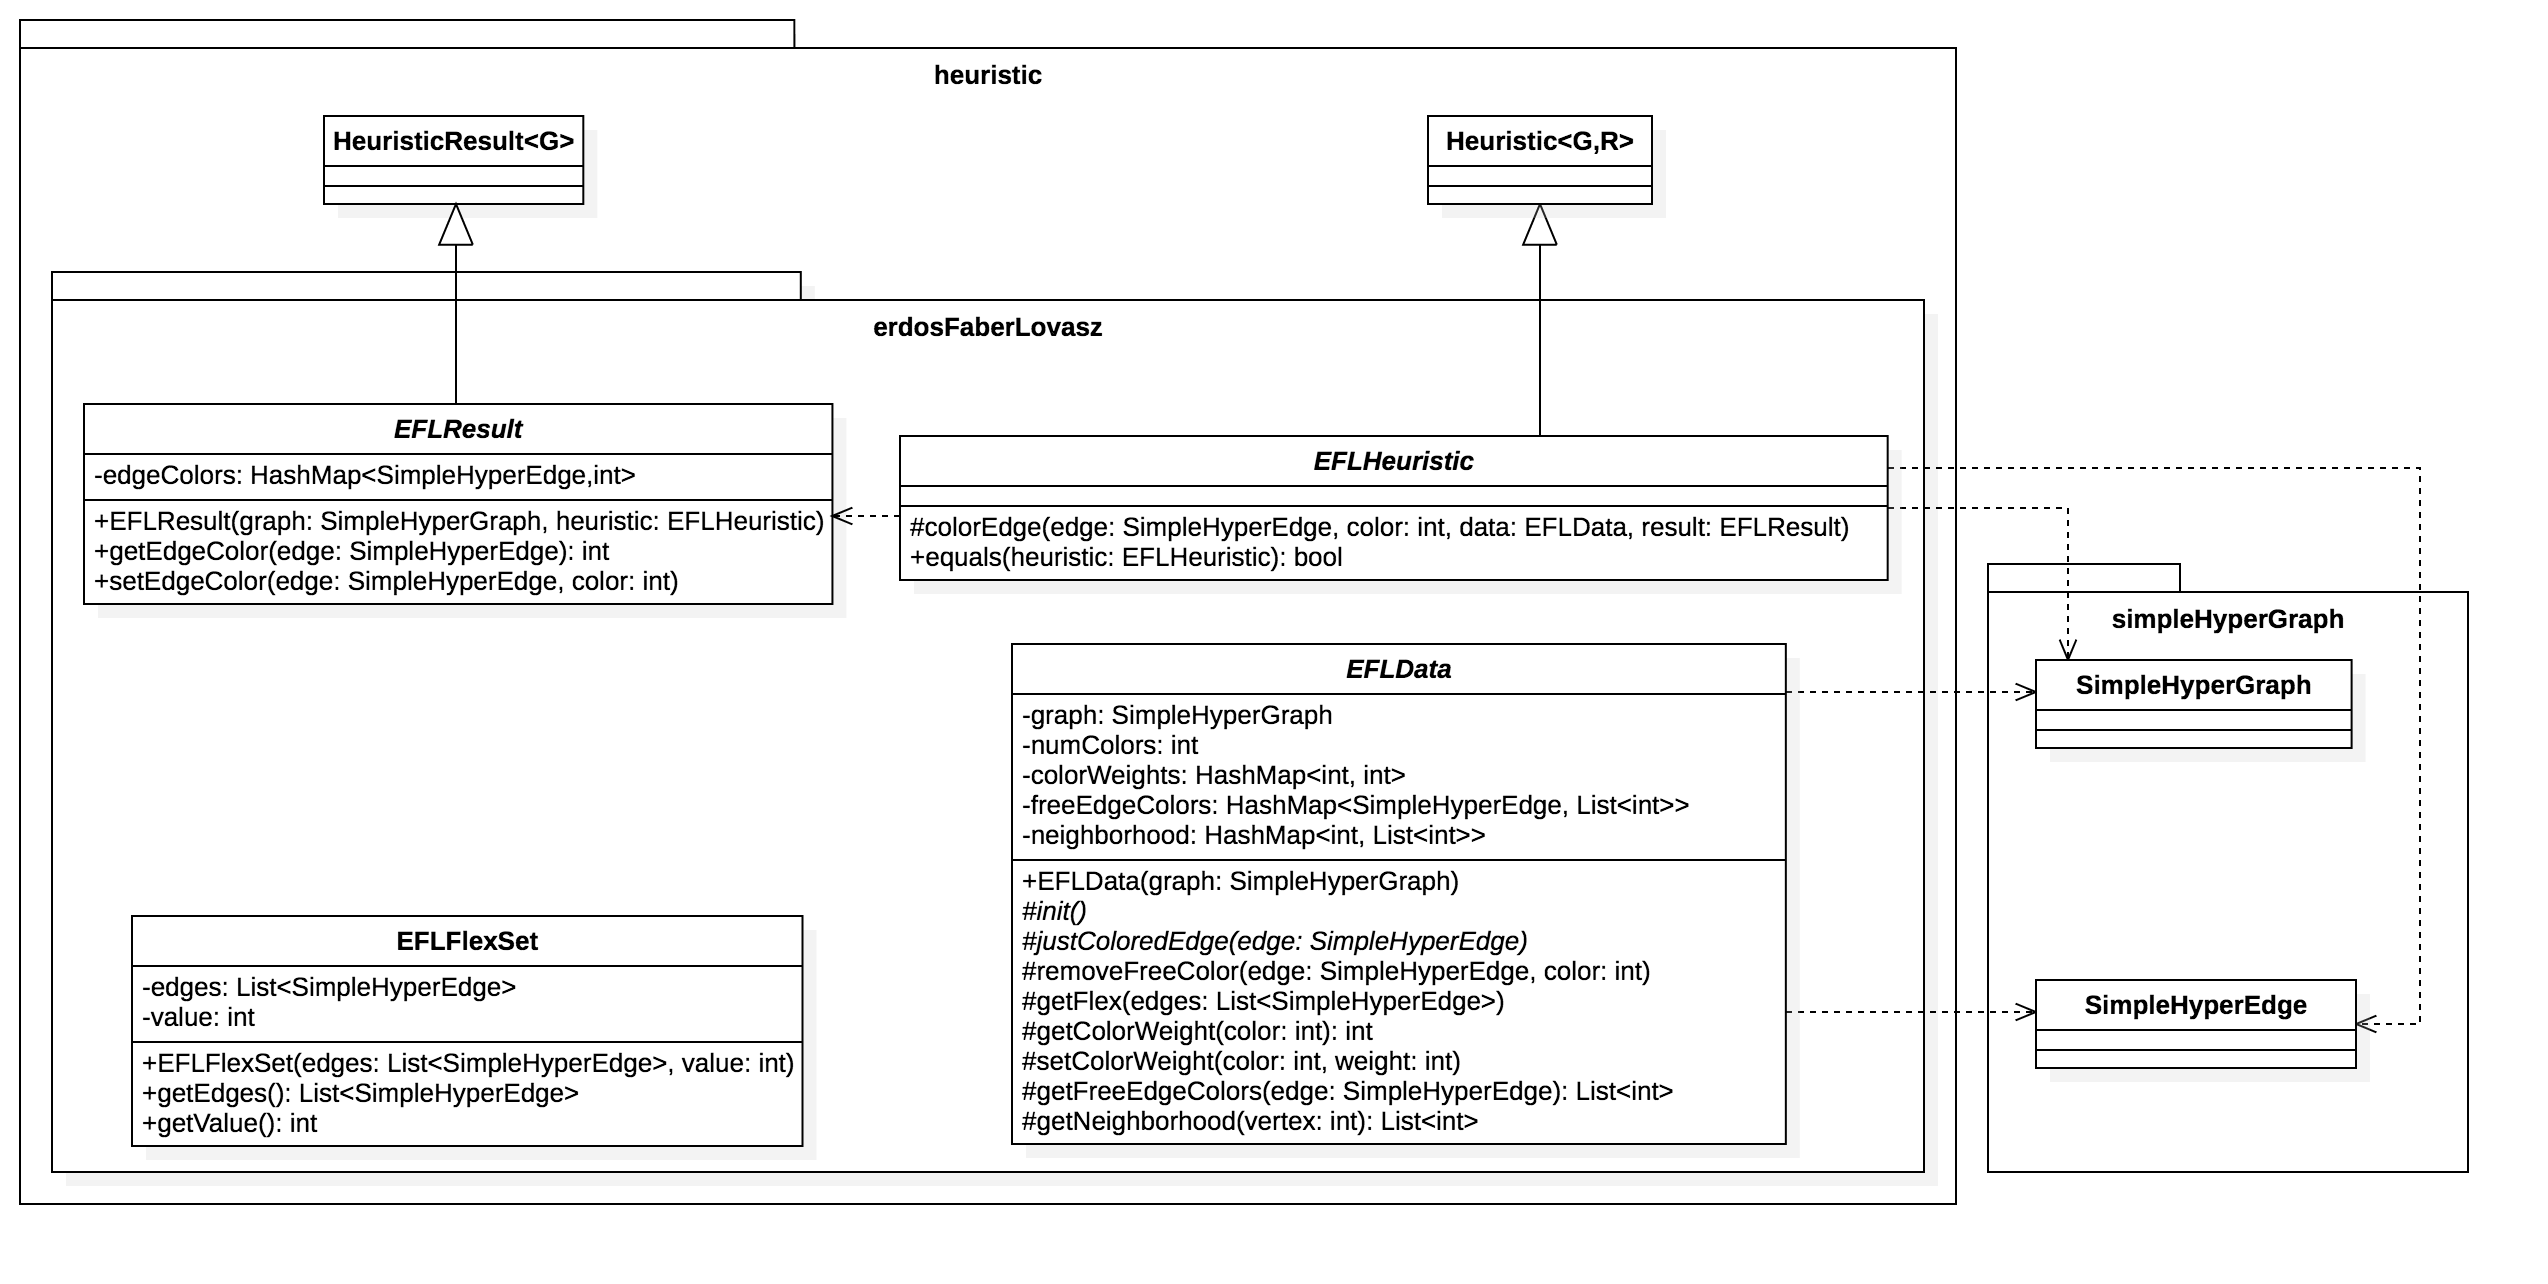 heuristic
HeuristicResult<G>
Heuristic<G,R>
erdosFaberLovasz
EFLResult
-edgeColors: HashMap<SimpleHyperEdge,int>
+EFLResult(graph: SimpleHyperGraph, heuristic: EFLHeuristic)
+getEdgeColor(edge: SimpleHyperEdge): int
+setEdgeColor(edge: SimpleHyperEdge, color: int)
EFLHeuristic
#colorEdge(edge: SimpleHyperEdge, color: int, data: EFLData, result: EFLResult)
+equals(heuristic: EFLHeuristic): bool
EFLData
-graph: SimpleHyperGraph
-numColors: int
-colorWeights: HashMap<int, int>
-freeEdgeColors: HashMap<SimpleHyperEdge, List<int>>
-neighborhood: HashMap<int, List<int>>
+EFLData(graph: SimpleHyperGraph)
#init()
#justColoredEdge(edge: SimpleHyperEdge)
#removeFreeColor(edge: SimpleHyperEdge, color: int)
#getFlex(edges: List<SimpleHyperEdge>)
#getColorWeight(color: int): int
#setColorWeight(color: int, weight: int)
#getFreeEdgeColors(edge: SimpleHyperEdge): List<int>
#getNeighborhood(vertex: int): List<int>
EFLFlexSet
-edges: List<SimpleHyperEdge>
-value: int
+EFLFlexSet(edges: List<SimpleHyperEdge>, value: int)
+getEdges(): List<SimpleHyperEdge>
+getValue(): int
simpleHyperGraph
SimpleHyperGraph
SimpleHyperEdge